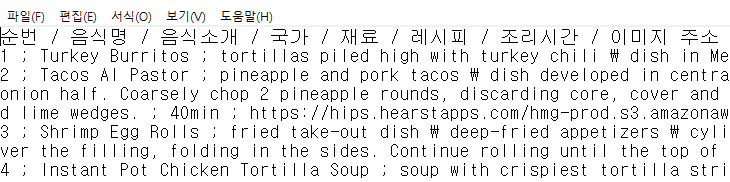 파일(F) 편집(E) 서식(O) 보기(V) 도움말(H)
순번 / 음식명 / 음식소개 / 국가 / 재료 / 레시피 / 조리시간 / 이미지 주소
1 ; Turkey Burritos ; tortillas piled high with turkey chili ₩ dish in Me
2 ; Tacos Al Pastor ; pineapple and pork tacos ₩ dish developed in centra
onion half. Coarsely chop 2 pineapple rounds, discarding core, cover and
d lime wedges. ; 40min ; https://hips.hearstapps.com/hmg-prod.s3.amazonaw
3 ; Shrimp Egg Rolls ; fried take-out dish ₩ deep-fried appetizers ₩ cyli
ver the filling, folding in the sides. Continue rolling until the top of
4 ; Instant Pot Chicken Tortilla Soup ; soup with crispiest tortilla stri